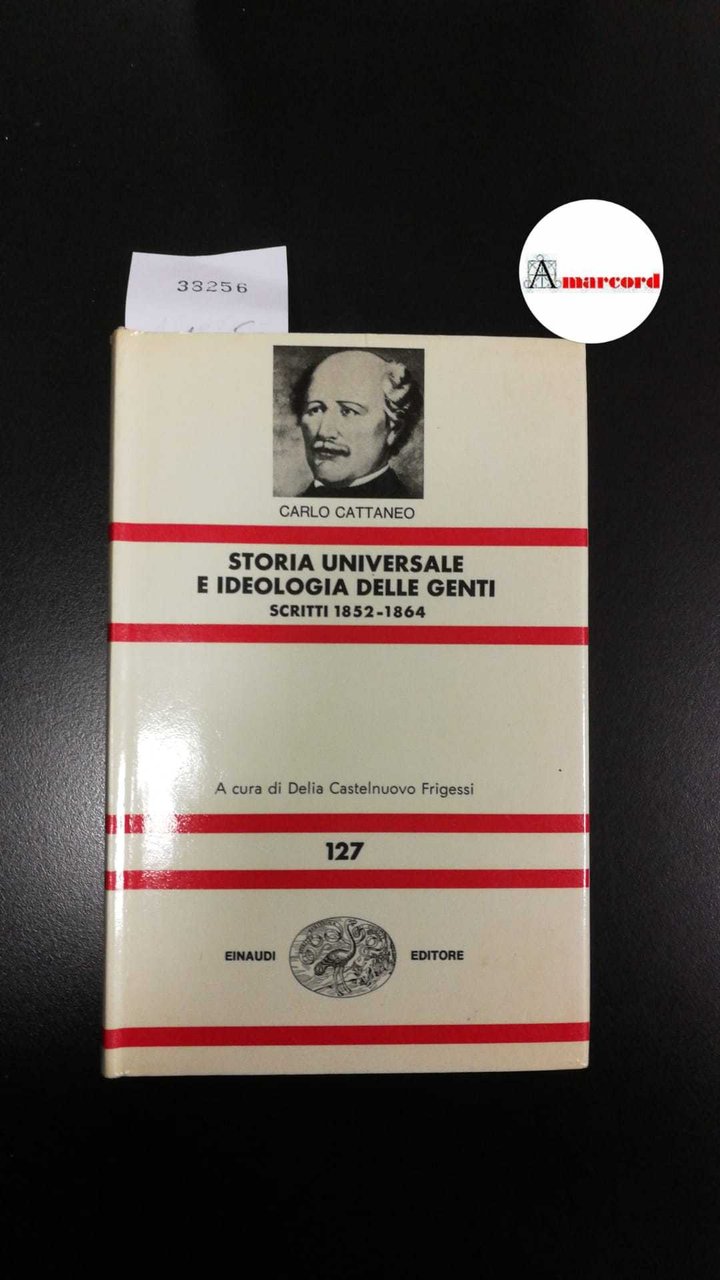 38256
Amarcord
CARLO CATTANEO
STORIA UNIVERSALE
E IDEOLOGIA DELLE GENTI
SCRITTI 1852-1864
A cura di Delia Castelnuovo Frigessi
127
EINAUDI EDITORE